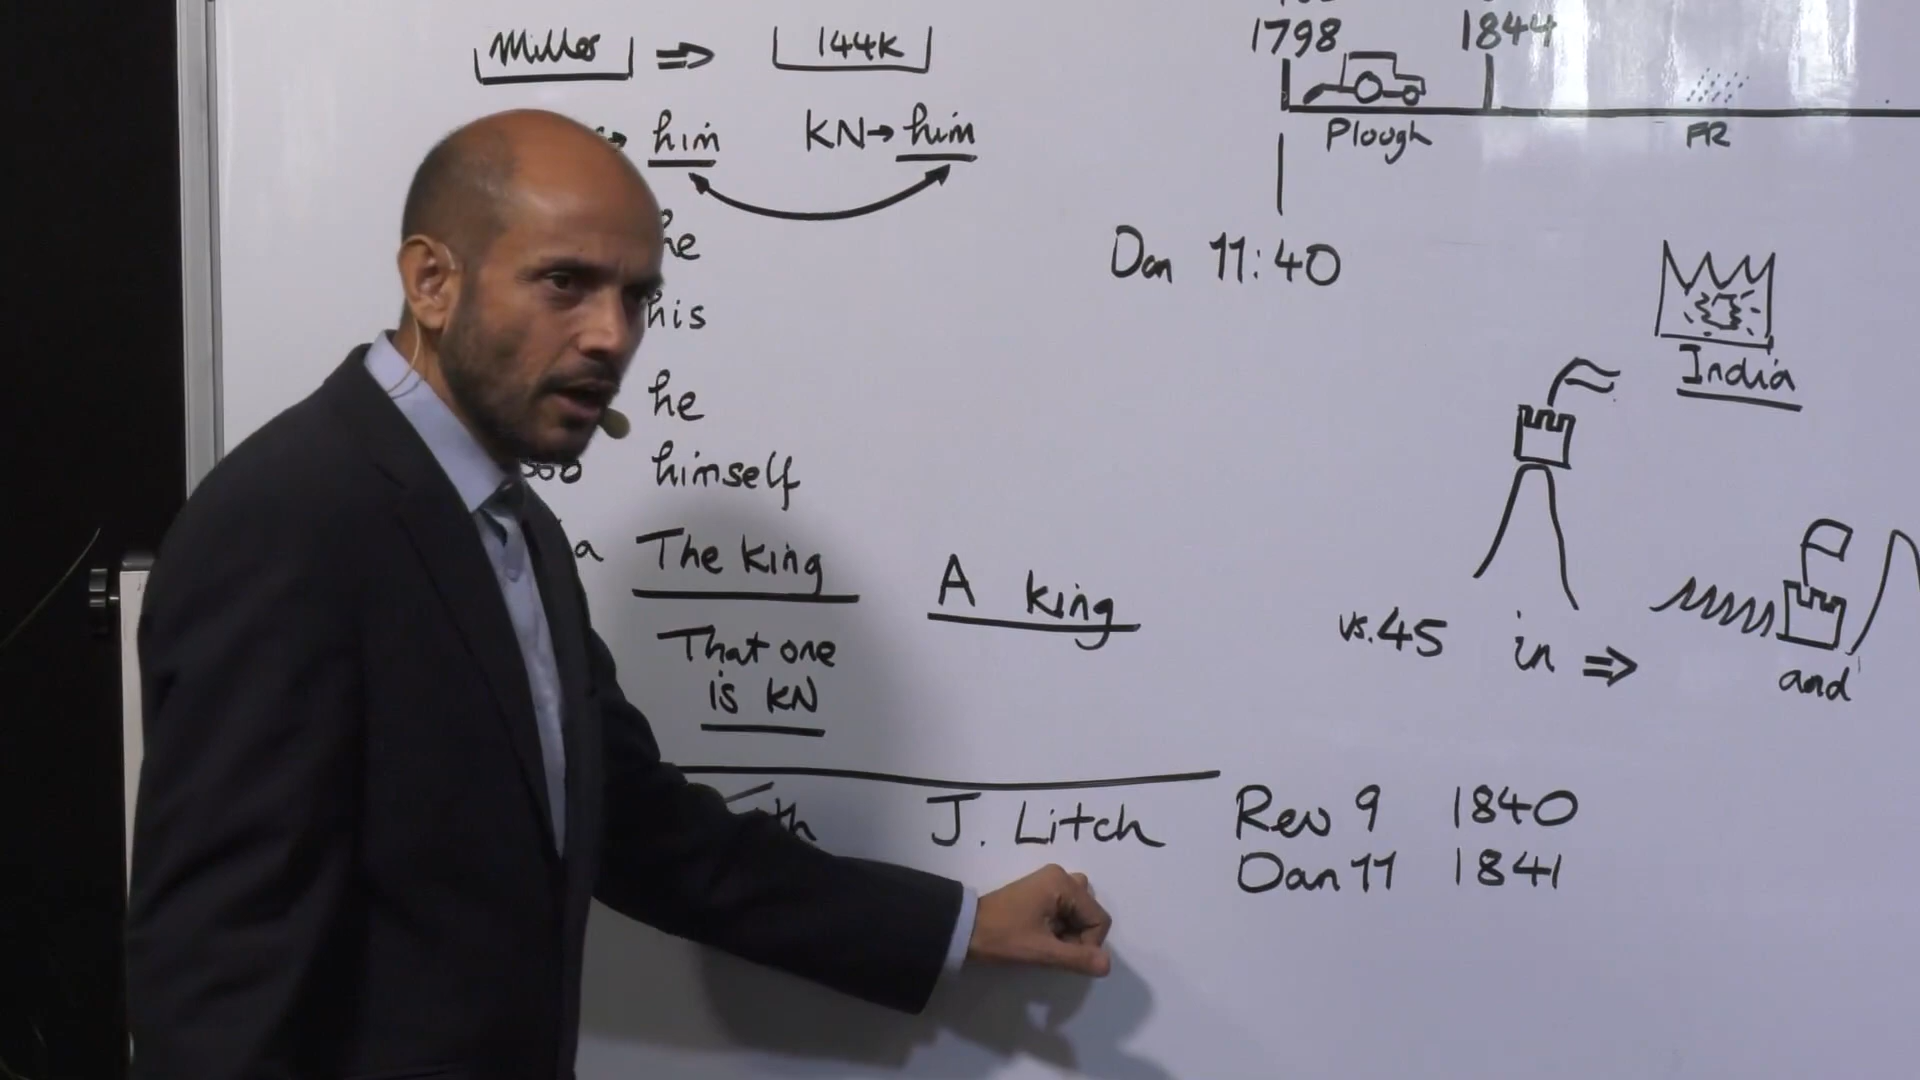 Miller ⇒ 144K
→ him KN→him
he
his
he
himself
a The king A king
That one
is KN
J. Litch Rev 9 1840
Dan 11 1841
1798 1844
Plough FR
Dan 11:40
India
vs. 45 in ⇒ and